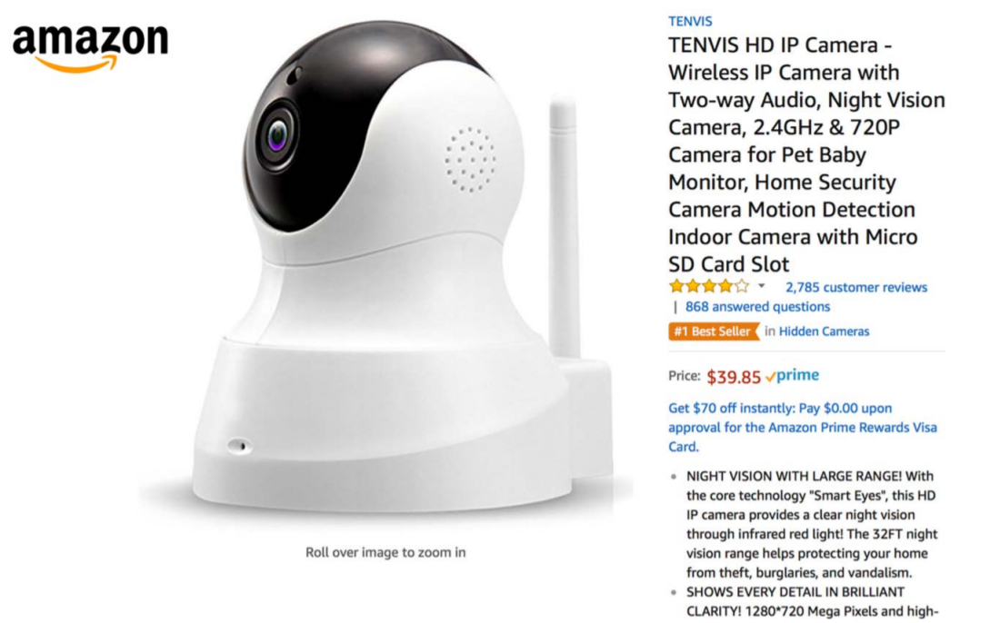 amazon
TENVIS
TENVIS HD IP Camera -
Wireless IP Camera with
Two-way Audio, Night Vision
Camera, 2.4GHz & 720P
Camera for Pet Baby
Monitor, Home Security
Camera Motion Detection
Indoor Camera with Micro
SD Card Slot
2,785 customer reviews
| 868 answered questions
#1 Best Seller in Hidden Cameras
Price: $39.85 prime
Get $70 off instantly: Pay $0.00 upon
approval for the Amazon Prime Rewards Visa
Card.
• NIGHT VISION WITH LARGE RANGE! With
the core technology "Smart Eyes", this HD
IP camera provides a clear night vision
through infrared red light! The 32FT night
vision range helps protecting your home
from theft, burglaries, and vandalism.
• SHOWS EVERY DETAIL IN BRILLIANT
CLARITY! 1280*720 Mega Pixels and high-
Roll over image to zoom in